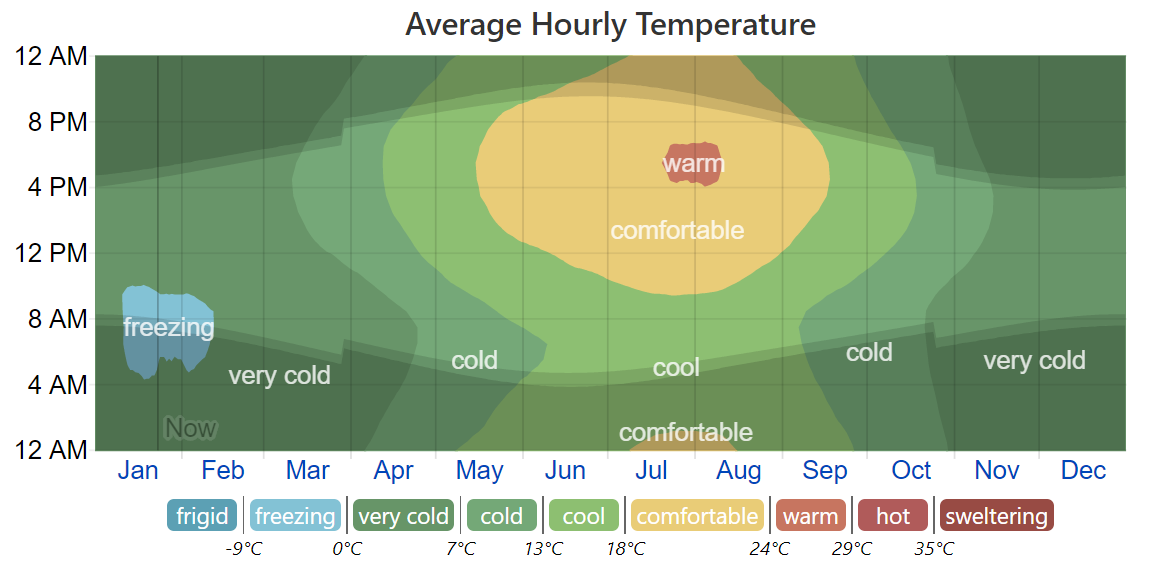 Average Hourly Temperature
12 AM
8 PM
4 PM
12 PM
8 AM
4 AM
12 AM
warm
comfortable
freezing
very cold
cold
cool
cold
very cold
Now
comfortable
Jan Feb Mar Apr May Jun Jul Aug Sep Oct Nov Dec
frigid freezing very cold cold cool comfortable warm hot sweltering
-9°C 0°C 7°C 13°C 18°C 24°C 29°C 35°C